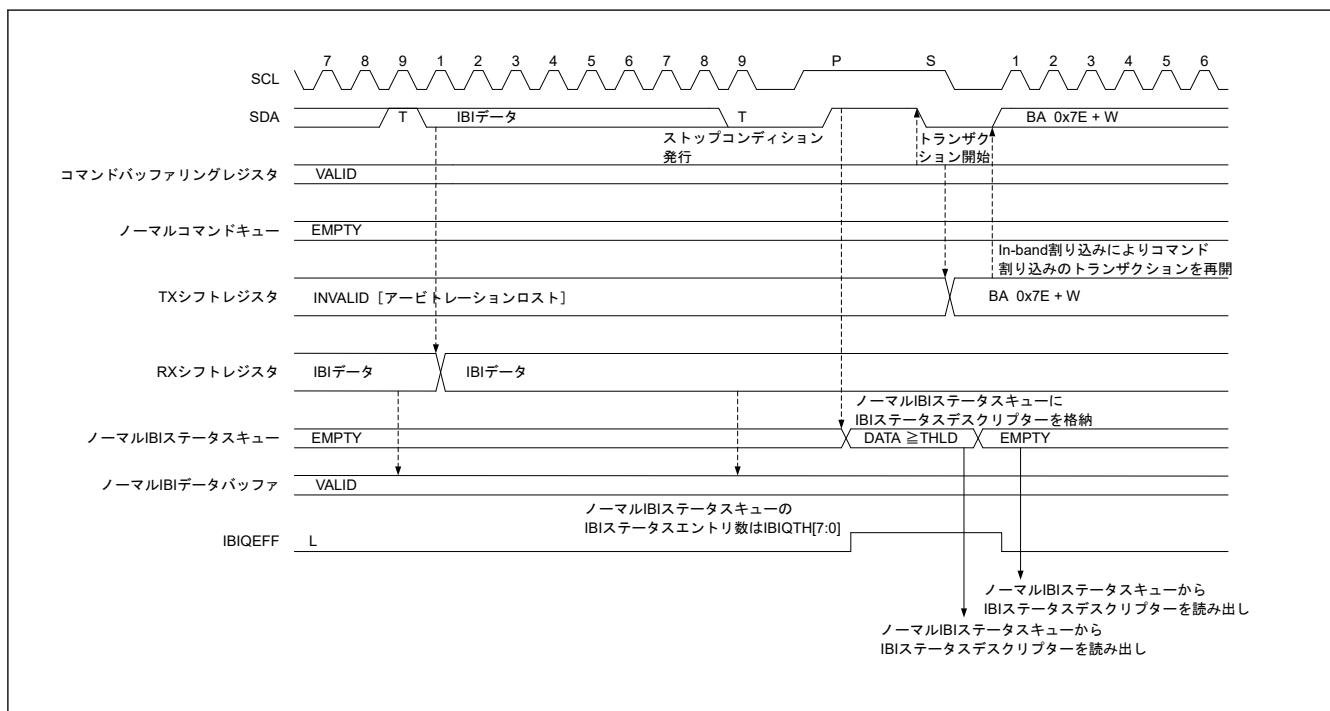 7 8 9 1 2 3 4 5 6 7 8 9 P S 1 2 3 4 5 6
SCL
SDA T IBIデータ T BA 0x7E + W
ストップコンディション
発行
トランザク
ション開始
コマンドバッファリングレジスタ VALID
ノーマルコマンドキュー EMPTY
In-band割り込みによりコマンド
割り込みのトランザクションを再開
TXシフトレジスタ INVALID［アービトレーションロスト］ BA 0x7E + W
RXシフトレジスタ IBIデータ IBIデータ
ノーマルIBIステータスキューに
IBIステータスデスクリプターを格納
ノーマルIBIステータスキュー EMPTY DATA ≧THLD EMPTY
ノーマルIBIデータバッファ VALID
ノーマルIBIステータスキューの
IBIステータスエントリ数はIBIQTH[7:0]
IBIQEFF L
ノーマルIBIステータスキューから
IBIステータスデスクリプターを読み出し
ノーマルIBIステータスキューから
IBIステータスデスクリプターを読み出し